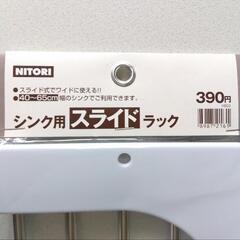 NITORI
●スライド式でワイドに使える!!
●40～65cm幅のシンクでご利用できます。
390円
シンク用スライドラック